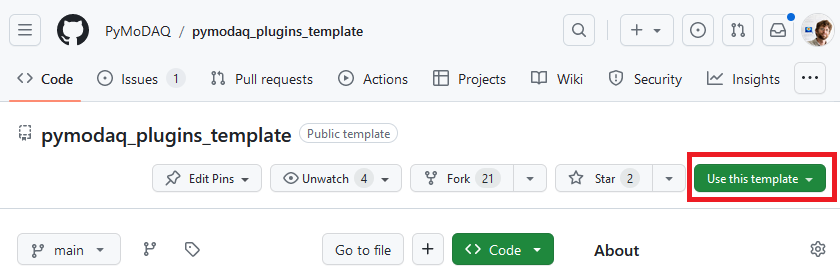 PyMoDAQ / pymodaq_plugins_template
Code Issues 1 Pull requests Actions Projects Wiki Security Insights
pymodaq_plugins_template Public template
Edit Pins Unwatch 4 Fork 21 Star 2 Use this template
main Go to file + Code About